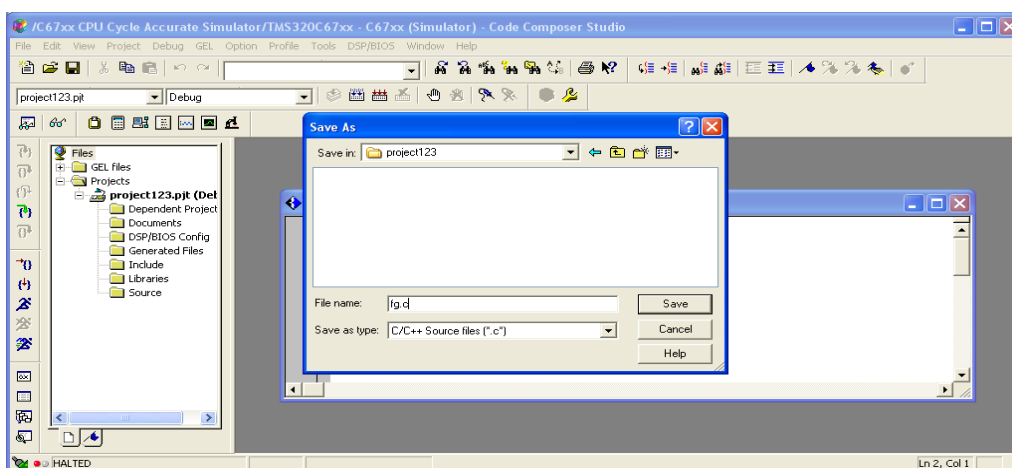 /C67xx CPU Cycle Accurate Simulator/TMS320C67xx - C67xx (Simulator) - Code Composer Studio
File Edit View Project Debug GEL Option Profile Tools DSP/BIOS Window Help
project123.pjt Debug
Save As
Save in: project123
Files
GEL files
Projects
project123.pjt (Del
Dependent Project
Documents
DSP/BIOS Config
Generated Files
Include
Libraries
Source
File name: fg.c Save
Save as type: C/C++ Source files (*.c*) Cancel
Help
HALTED Ln 2, Col 1